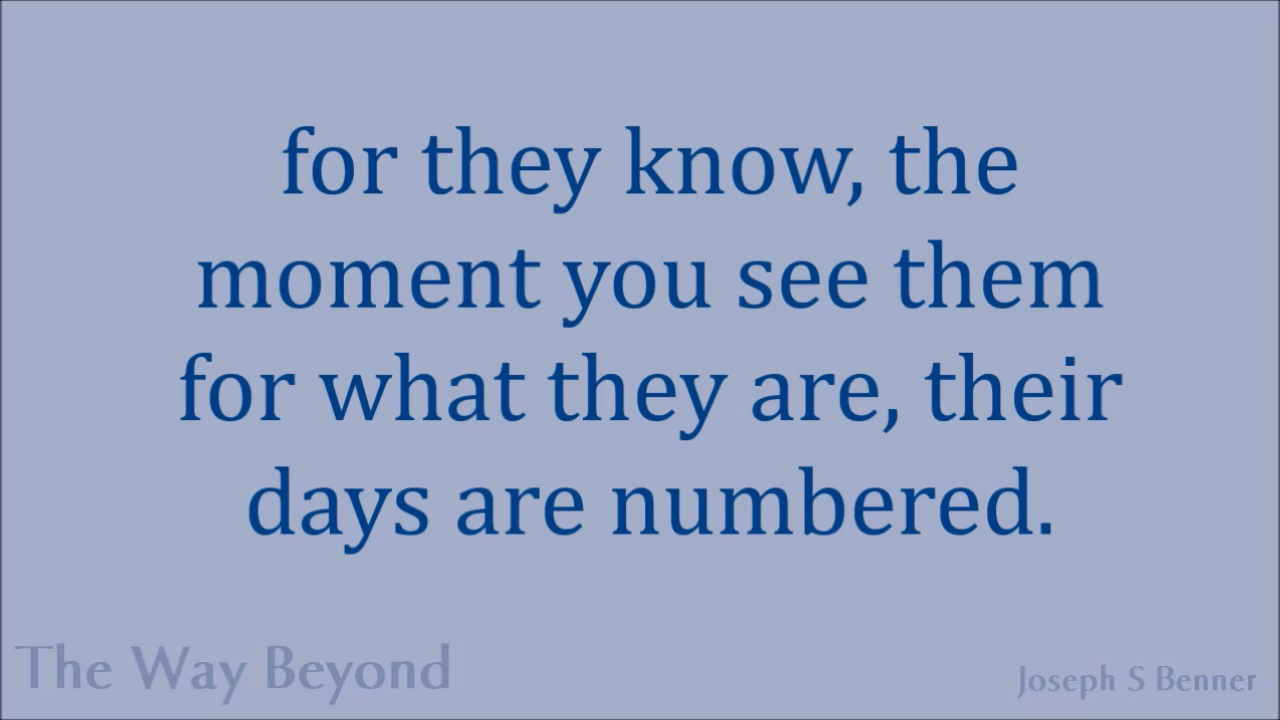 for they know, the
moment you see them
for what they are, their
days are numbered.
The Way Beyond
Joseph S Benner